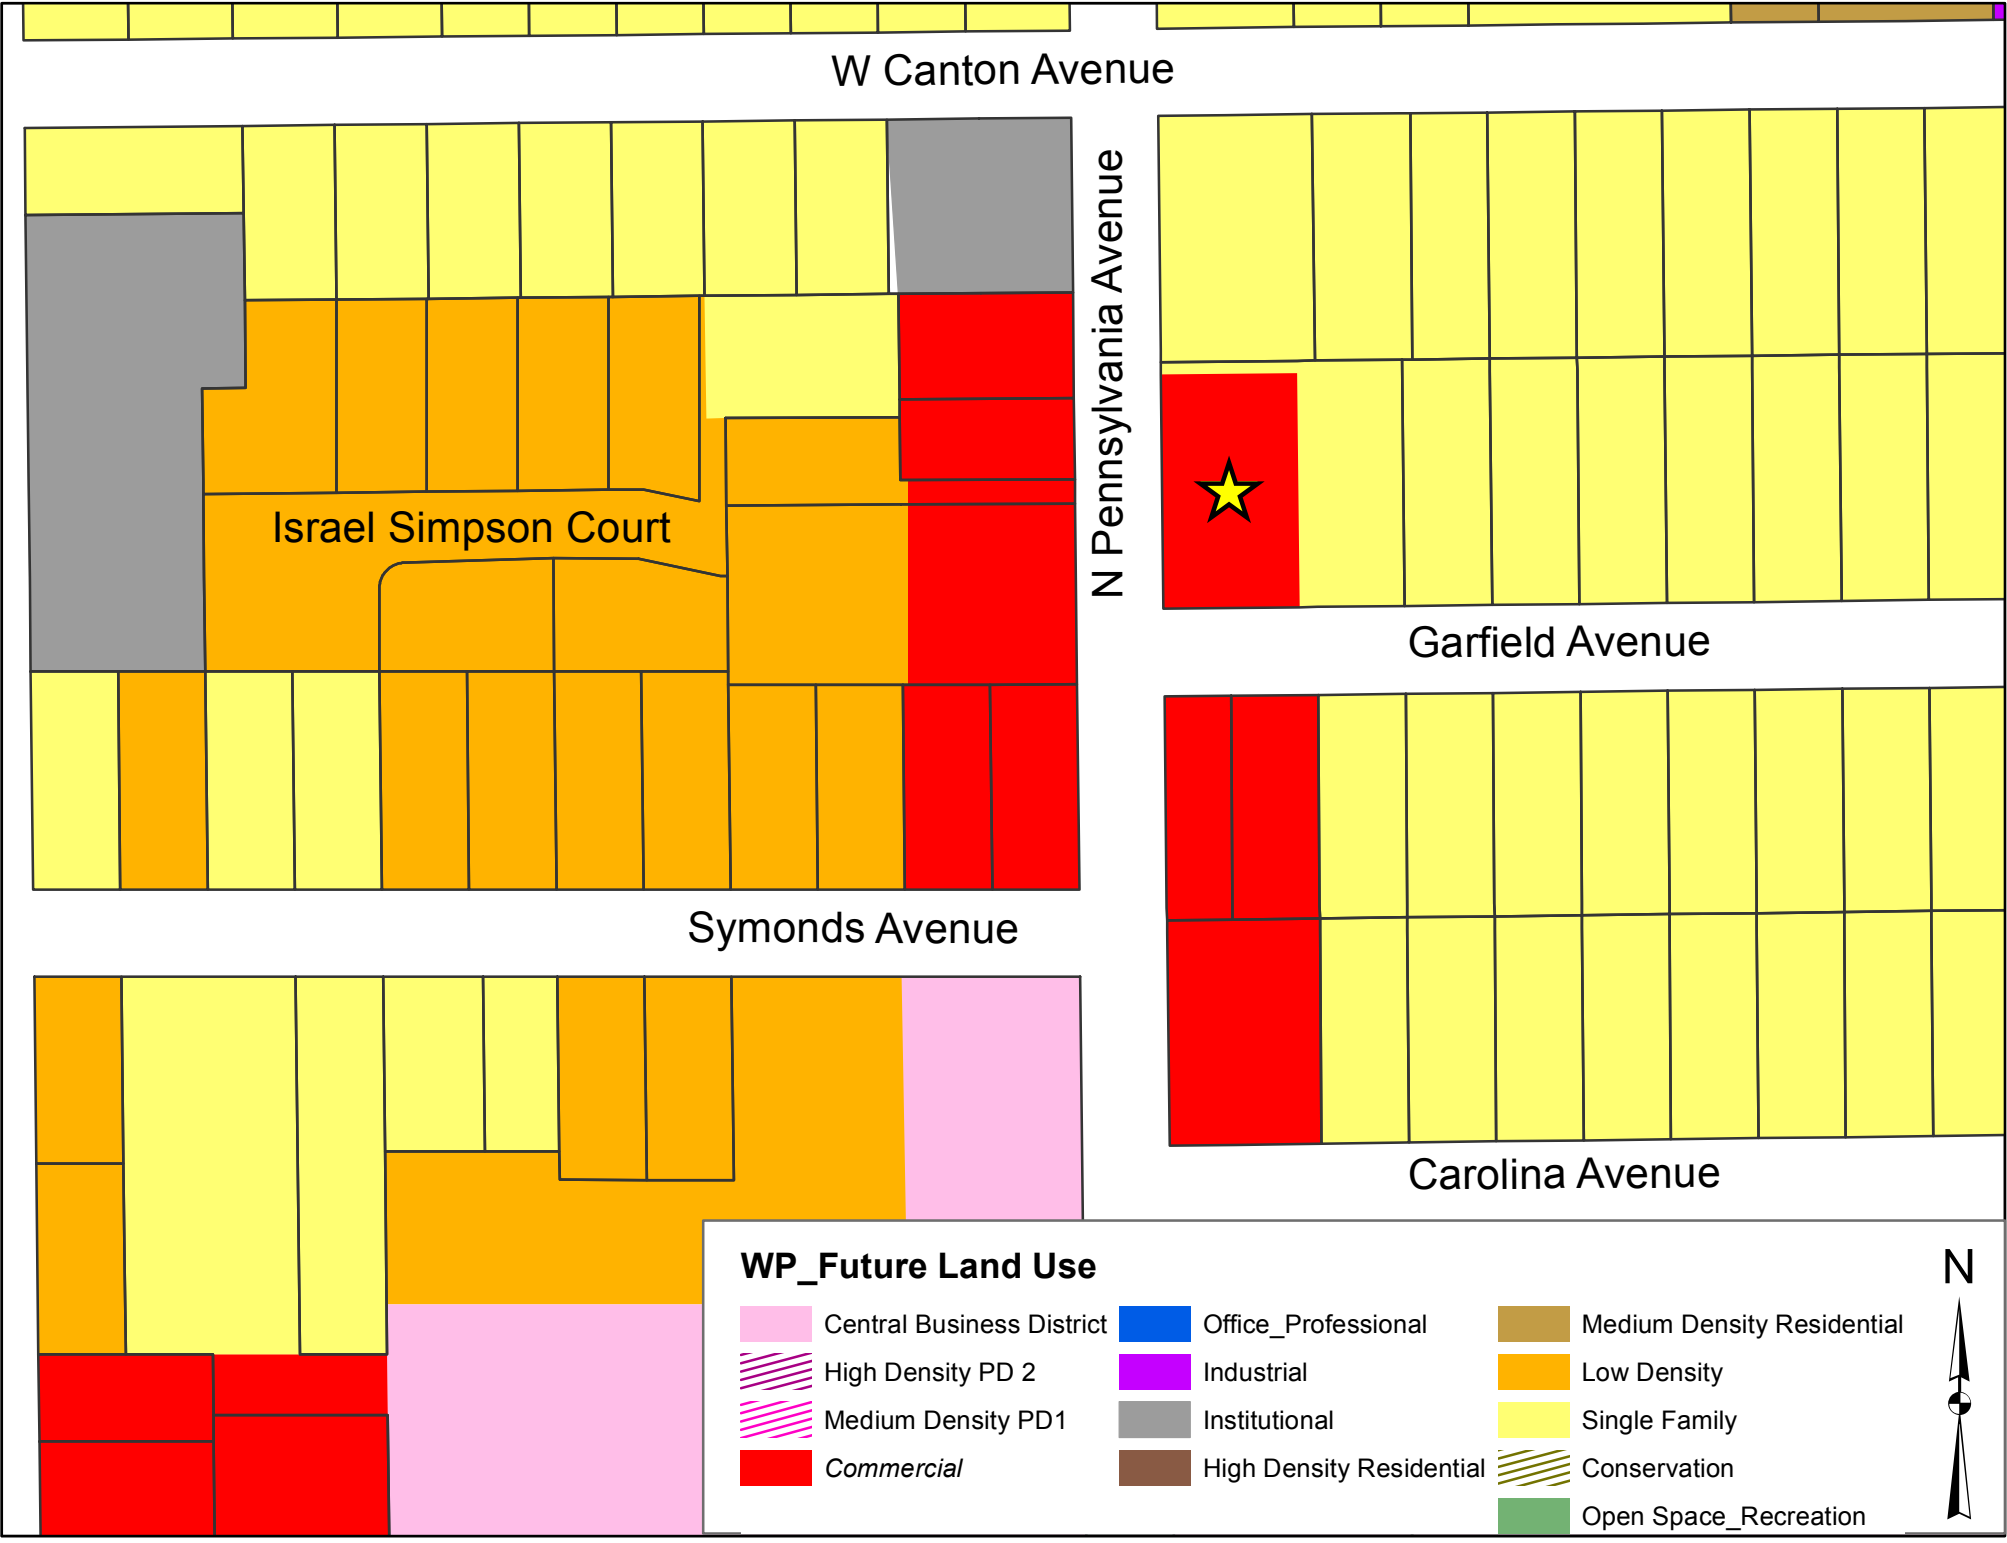 W Canton Avenue
N Pennsylvania Avenue
Israel Simpson Court
Garfield Avenue
Symonds Avenue
Carolina Avenue
WP_Future Land Use
N
Central Business District
High Density PD 2
Medium Density PD1
Commercial
Office_Professional
Industrial
Institutional
High Density Residential
Medium Density Residential
Low Density
Single Family
Conservation
Open Space_Recreation